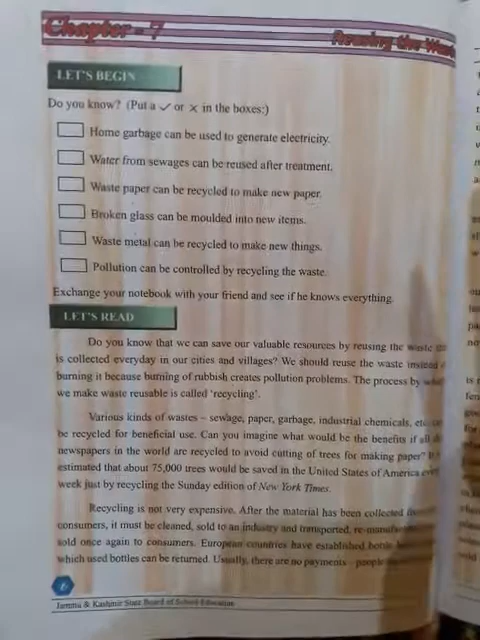 Chapter - 7
Reusing the
LET'S BEGIN
Do you know? (Put a ✓ or × in the boxes:)
Home garbage can be used to generate electricity.
Water from sewages can be reused after treatment.
Waste paper can be recycled to make new paper.
Broken glass can be moulded into new items.
Waste metal can be recycled to make new things.
Pollution can be controlled by recycling the waste.
Exchange your notebook with your friend and see if he knows everything.
LET'S READ
Do you know that we can save our valuable resources by reusing the waste
is collected everyday in our cities and villages? We should reuse the waste instead
burning it because burning of rubbish creates pollution problems. The process by
we make waste reusable is called 'recycling'.
Various kinds of wastes – sewage, paper, garbage, industrial chemicals, etc.
be recycled for beneficial use. Can you imagine what would be the benefits if all
newspapers in the world are recycled to avoid cutting of trees for making paper?
estimated that about 75,000 trees would be saved in the United States of America
week just by recycling the Sunday edition of New York Times.
Recycling is not very expensive. After the material has been collected
consumers, it must be cleaned, sold to an industry and transported,
sold once again to consumers. European countries have established bottle
which used bottles can be returned. Usually, there are no payments – people
Jammu & Kashmir State Board of School Education